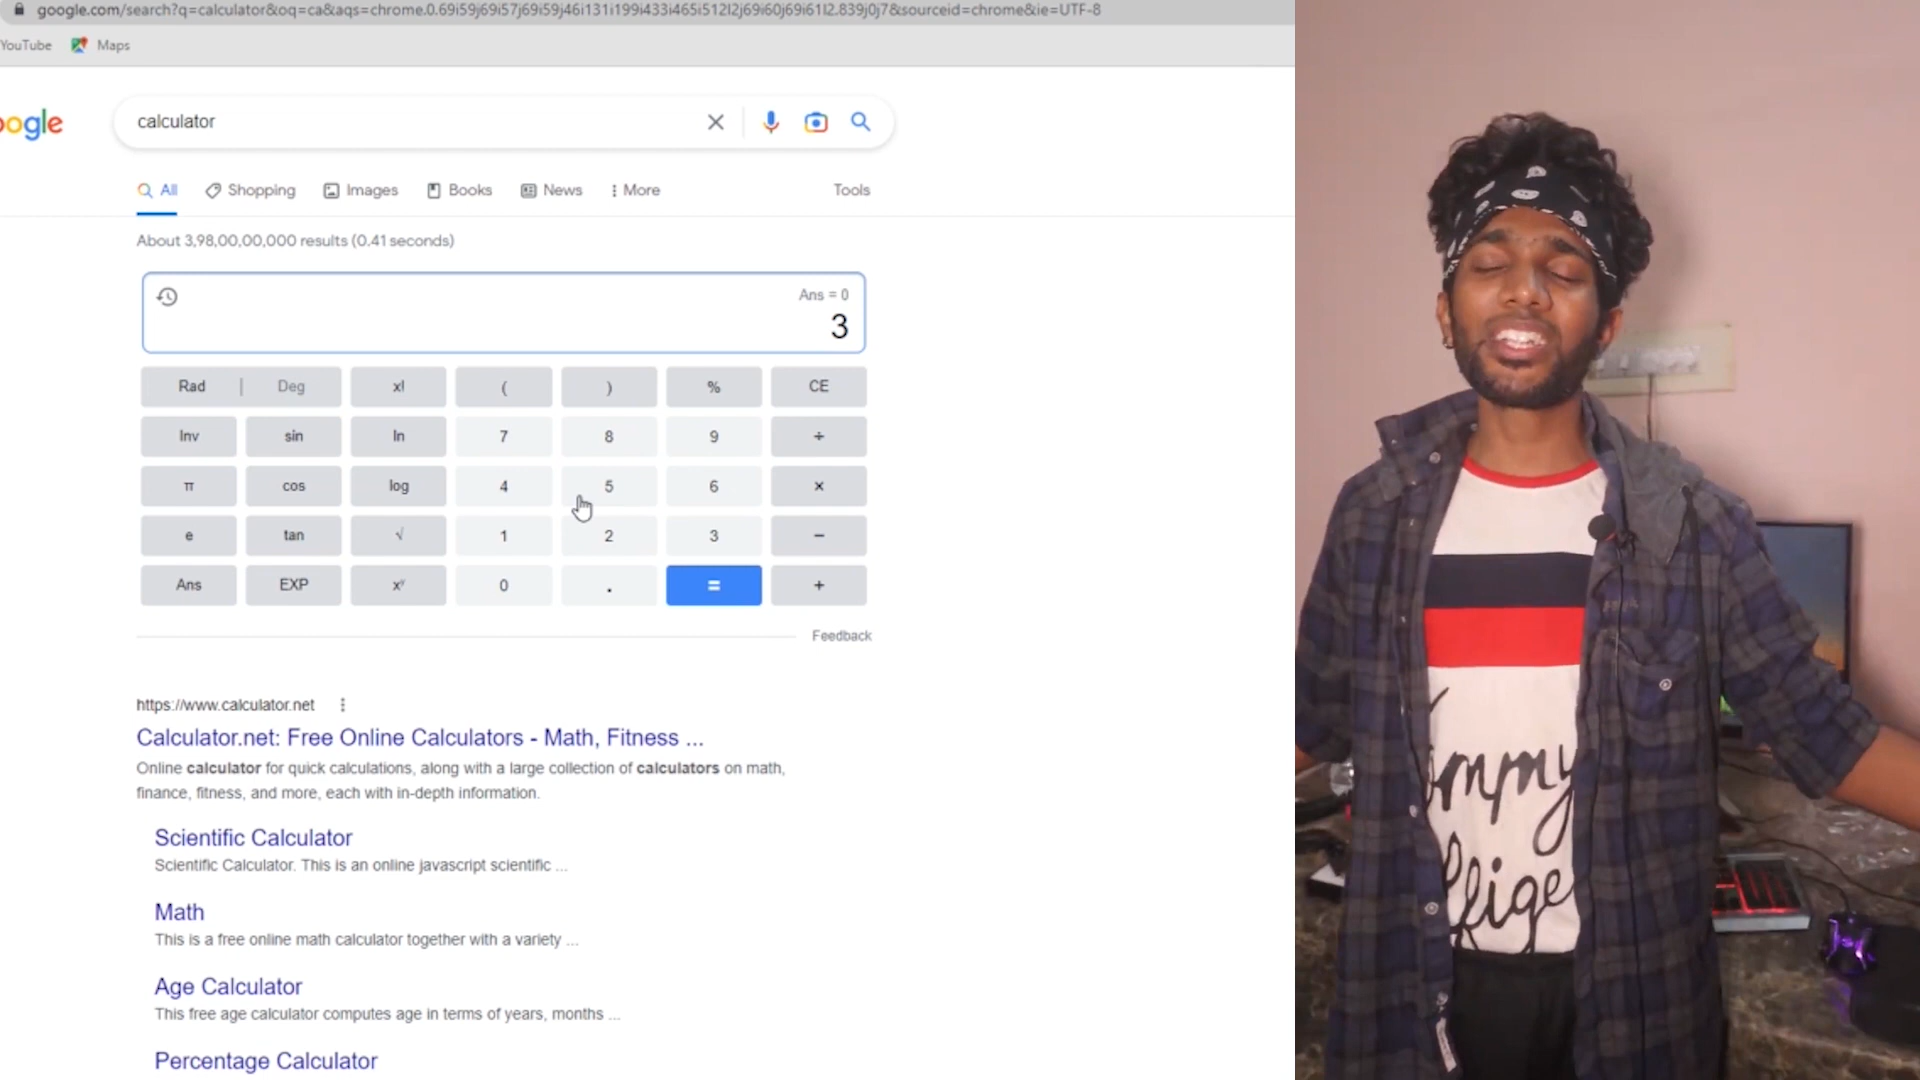 google.com/search?q=calculator&oq=ca&aqs=chrome.0.69i59j69i57j69i59j46i131i199i433i465i512l2j69i60j69i61l2.839j0j7&sourceid=chrome&ie=UTF-8
YouTube Maps
ogle calculator
All Shopping Images Books News More Tools
About 3,98,00,00,000 results (0.41 seconds)
Ans = 0
3
Rad | Deg x! ( ) % CE
Inv sin ln 7 8 9 ÷
π cos log 4 5 6 ×
e tan √ 1 2 3 −
Ans EXP xʸ 0 . = +
Feedback
https://www.calculator.net
Calculator.net: Free Online Calculators - Math, Fitness ...
Online calculator for quick calculations, along with a large collection of calculators on math,
finance, fitness, and more, each with in-depth information.
Scientific Calculator
Scientific Calculator. This is an online javascript scientific ...
Math
This is a free online math calculator together with a variety ...
Age Calculator
This free age calculator computes age in terms of years, months ...
Percentage Calculator
ommy
lfige